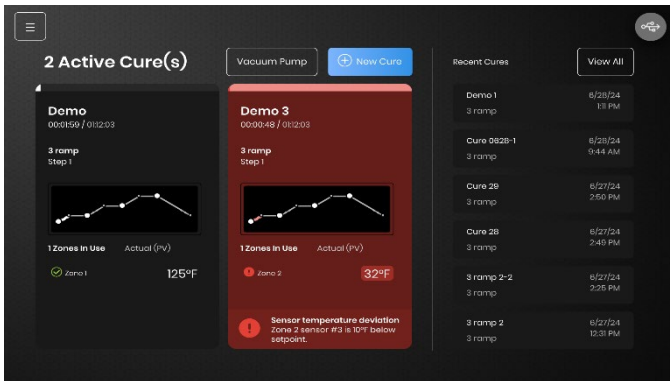 2 Active Cure(s)
Vacuum Pump
New Cure
Recent Cures
View All
Demo
00:01:59 / 01:12:03
3 ramp
Step 1
1 Zones In Use Actual (PV)
Zone 1 125°F
Demo 3
00:00:48 / 01:12:03
3 ramp
Step 1
1 Zones In Use Actual (PV)
Zone 2 32°F
Sensor temperature deviation
Zone 2 sensor #3 is 10°F below
setpoint.
Demo 1 6/28/24
3 ramp 1:11 PM
Cure 0628-1 6/28/24
3 ramp 9:44 AM
Cure 29 6/27/24
3 ramp 2:50 PM
Cure 28 6/27/24
3 ramp 2:49 PM
3 ramp 2-2 6/27/24
3 ramp 2:25 PM
3 ramp 2 6/27/24
3 ramp 12:31 PM